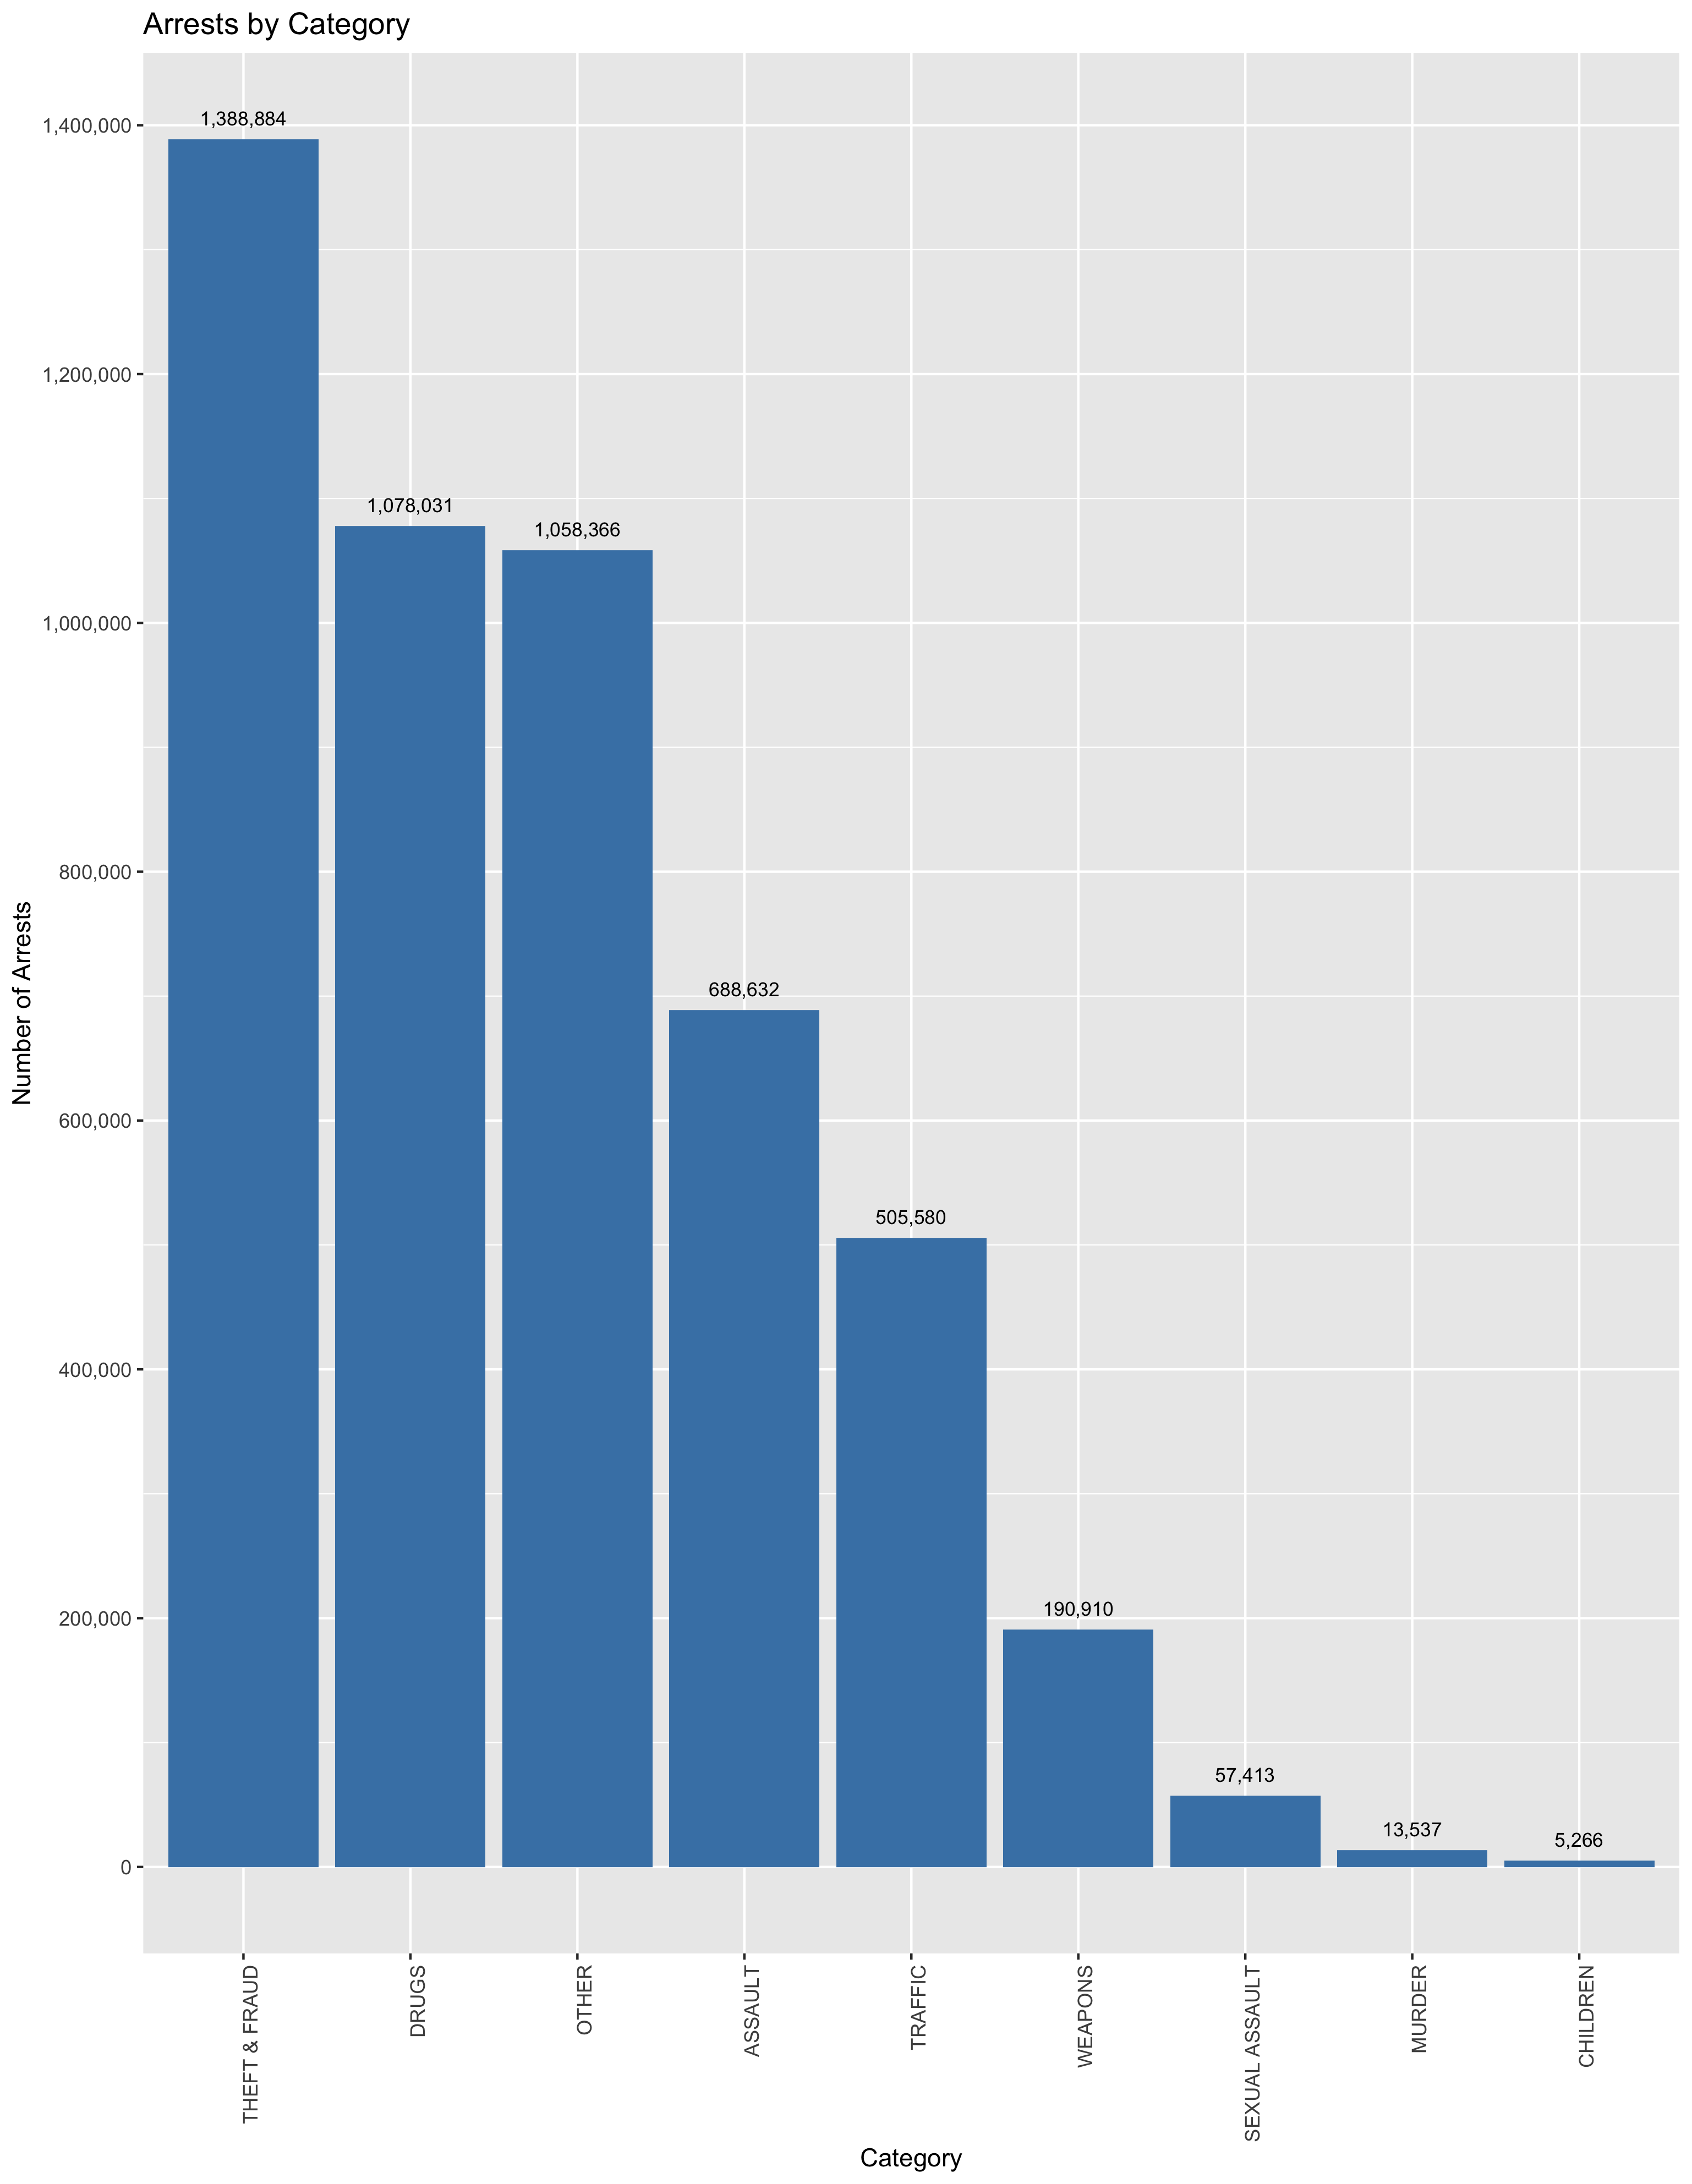 Arrests by Category
Number of Arrests
1,400,000
1,200,000
1,000,000
800,000
600,000
400,000
200,000
0
1,388,884
1,078,031
1,058,366
688,632
505,580
190,910
57,413
13,537
5,266
THEFT & FRAUD
DRUGS
OTHER
ASSAULT
TRAFFIC
WEAPONS
SEXUAL ASSAULT
MURDER
CHILDREN
Category